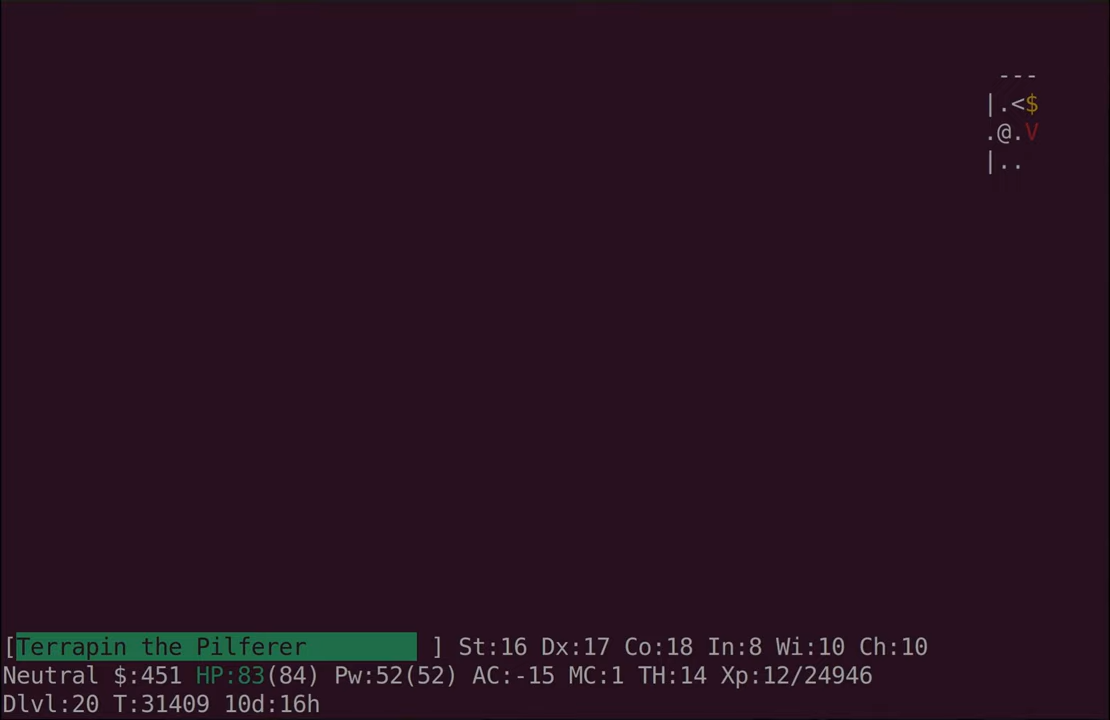 ---
|.<$
.@.V
|..
[Terrapin the Pilferer ] St:16 Dx:17 Co:18 In:8 Wi:10 Ch:10
Neutral $:451 HP:83(84) Pw:52(52) AC:-15 MC:1 TH:14 Xp:12/24946
Dlvl:20 T:31409 10d:16h